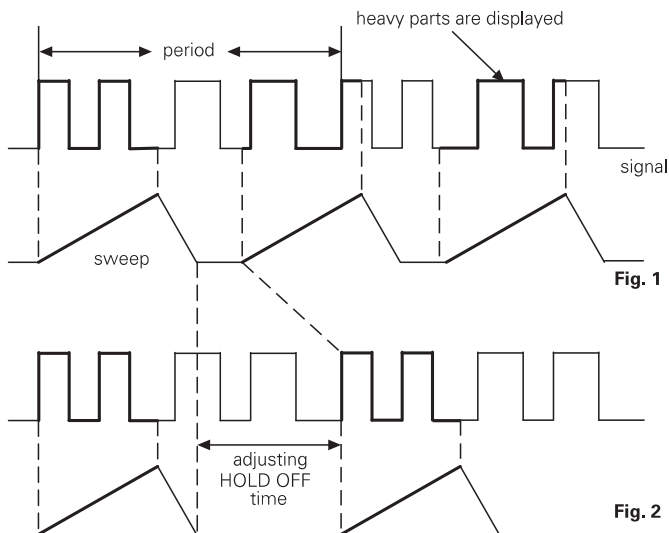 heavy parts are displayed
period
signal
sweep
Fig. 1
adjusting
HOLD OFF
time
Fig. 2